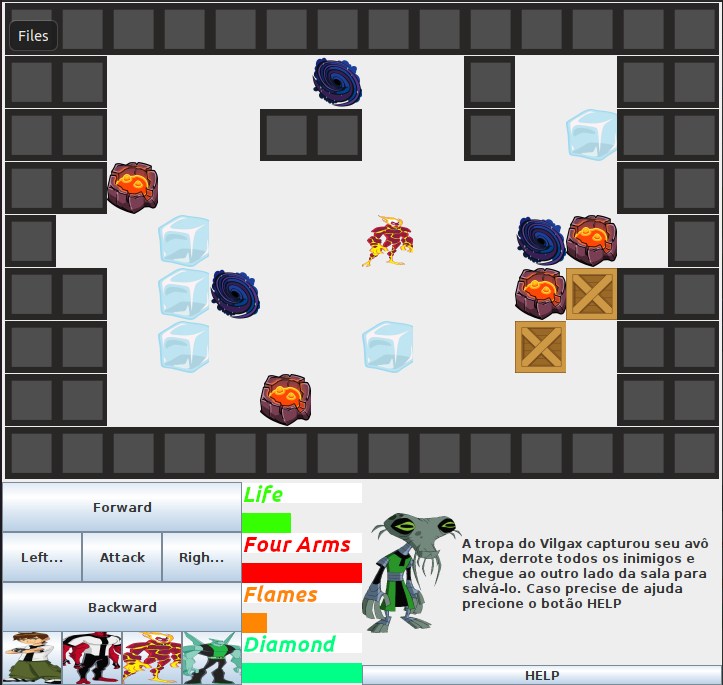 Files
Forward
Left...
Attack
Righ...
Backward
Life
Four Arms
Flames
Diamond
A tropa do Vilgax capturou seu avô
Max, derrote todos os inimigos e
chegue ao outro lado da sala para
salvá-lo. Caso precise de ajuda
precione o botão HELP
HELP